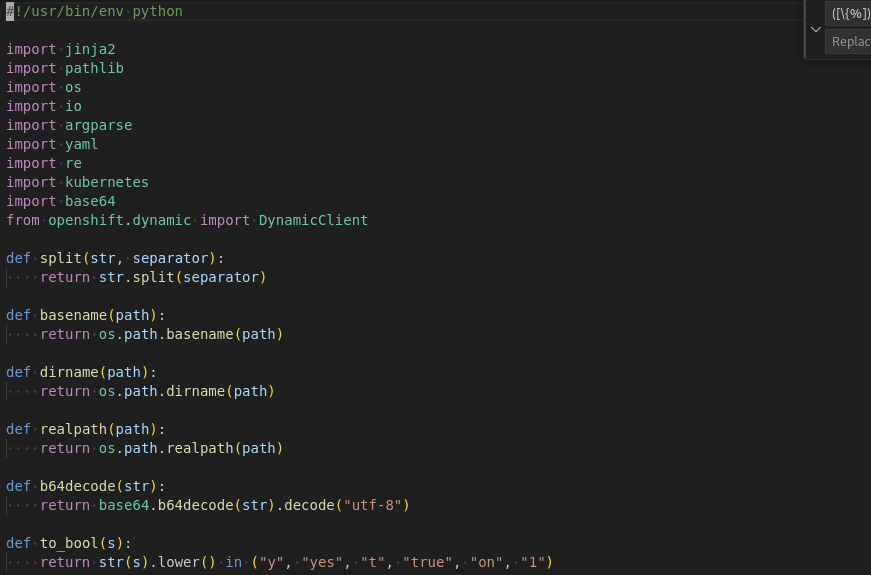 #!/usr/bin/env python
([\{%])
Replac
import jinja2
import pathlib
import os
import io
import argparse
import yaml
import re
import kubernetes
import base64
from openshift.dynamic import DynamicClient
def split(str, separator):
    return str.split(separator)
def basename(path):
    return os.path.basename(path)
def dirname(path):
    return os.path.dirname(path)
def realpath(path):
    return os.path.realpath(path)
def b64decode(str):
    return base64.b64decode(str).decode("utf-8")
def to_bool(s):
    return str(s).lower() in ("y", "yes", "t", "true", "on", "1")